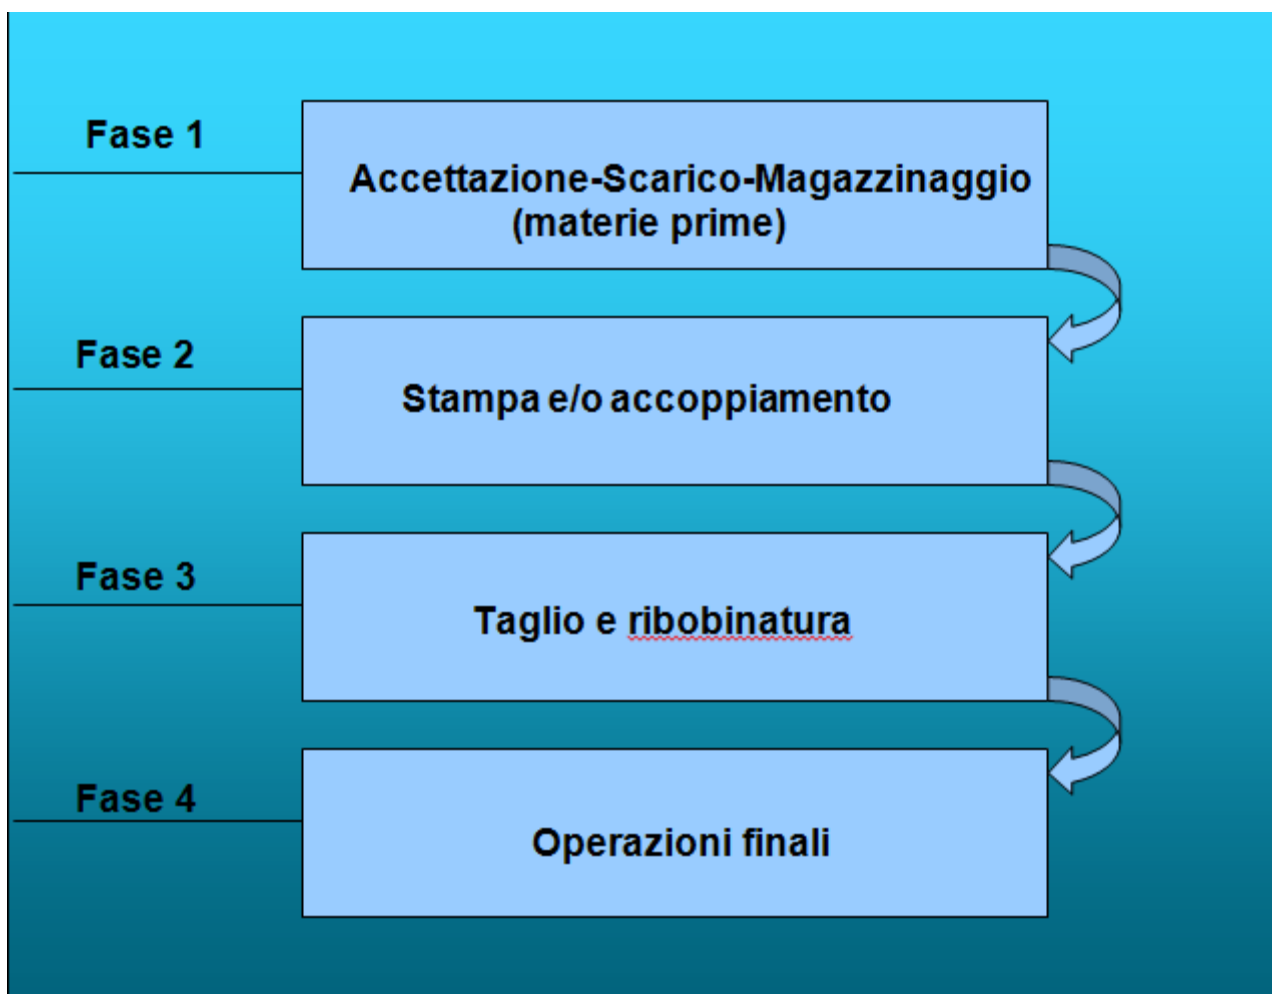 Fase 1
Accettazione-Scarico-Magazzinaggio
(materie prime)
Fase 2
Stampa e/o accoppiamento
Fase 3
Taglio e ribobinatura
Fase 4
Operazioni finali